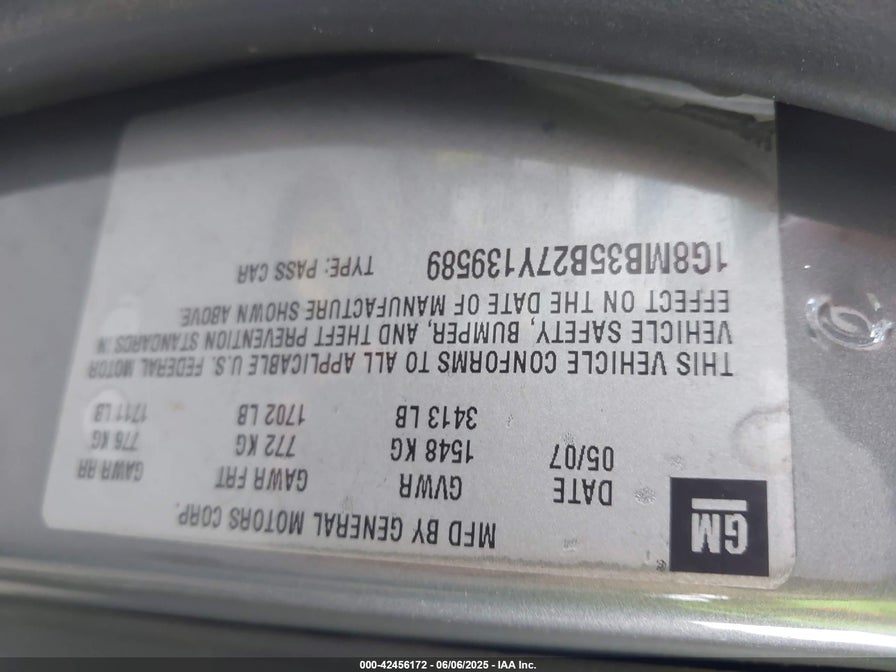 GM
MFD BY GENERAL MOTORS CORP.
DATE GVWR GAWR FRT GAWR RR
05/07 1548 KG 772 KG 776 KG
3413 LB 1702 LB 1711 LB
THIS VEHICLE CONFORMS TO ALL APPLICABLE U.S. FEDERAL MOTOR
VEHICLE SAFETY, BUMPER, AND THEFT PREVENTION STANDARDS IN
EFFECT ON THE DATE OF MANUFACTURE SHOWN ABOVE.
1G8MB35B27Y139589 TYPE: PASS CAR
000-42456172 - 06/06/2025 - IAA Inc.